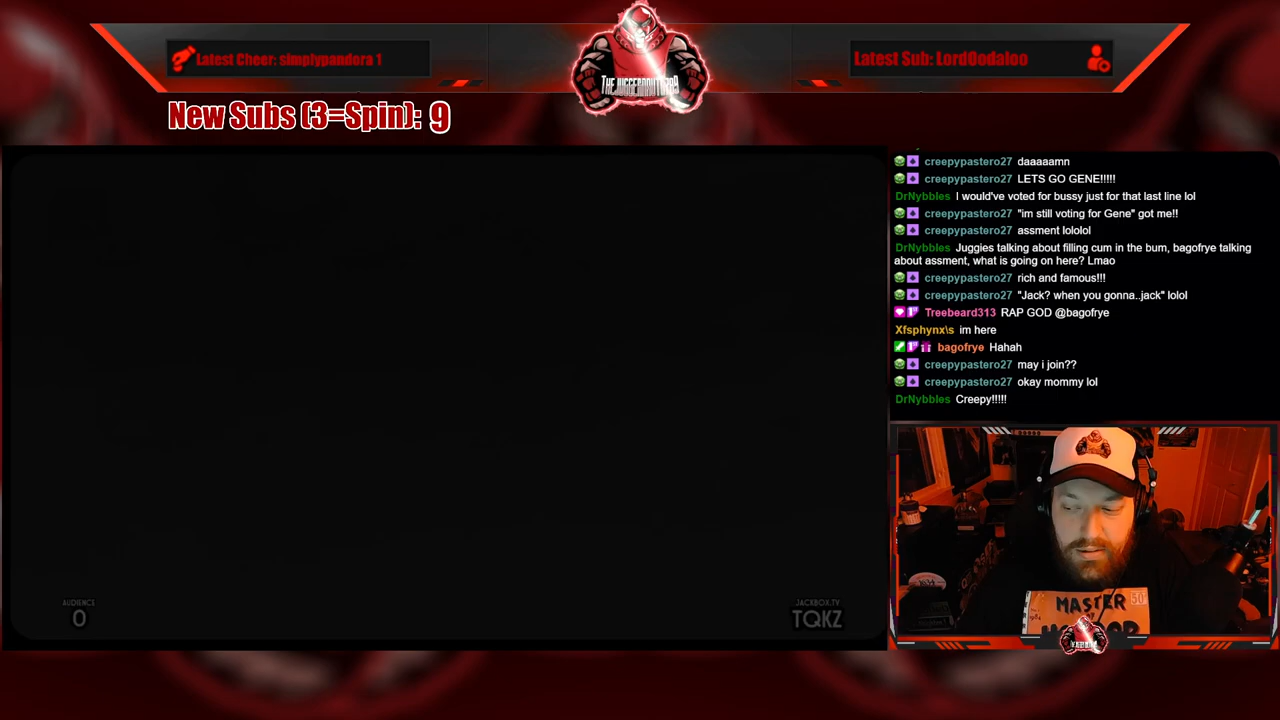 Latest Cheer: simplypandora 1
Latest Sub: LordOodaloo
THEJUGGERNAUT0289
New Subs (3=Spin): 9
creepypastero27 daaaaamn
creepypastero27 LETS GO GENE!!!!!
DrNybbles I would've voted for bussy just for that last line lol
creepypastero27 "im still voting for Gene" got me!!
creepypastero27 assment lololol
DrNybbles Juggies talking about filling cum in the bum, bagofrye talking
about assment, what is going on here? Lmao
creepypastero27 rich and famous!!!
creepypastero27 "Jack? when you gonna..jack" lolol
Treebeard313 RAP GOD @bagofrye
Xfsphynx\s im here
bagofrye Hahah
creepypastero27 may i join??
creepypastero27 okay mommy lol
DrNybbles Creepy!!!!!
AUDIENCE
0
JACKBOX.TV
TQKZ
MASTER
50